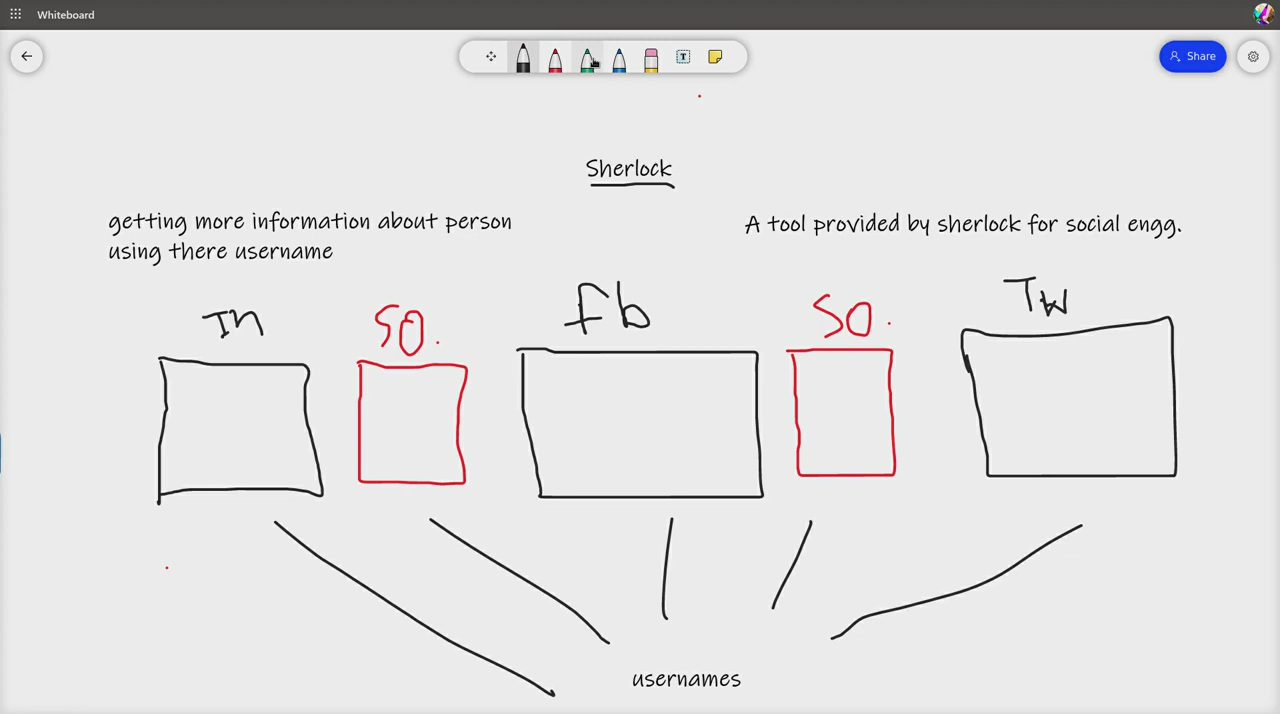 Whiteboard
Share
T
Sherlock
getting more information about person
using there username
A tool provided by sherlock for social engg.
In
SO.
fb
SO.
Tw
usernames